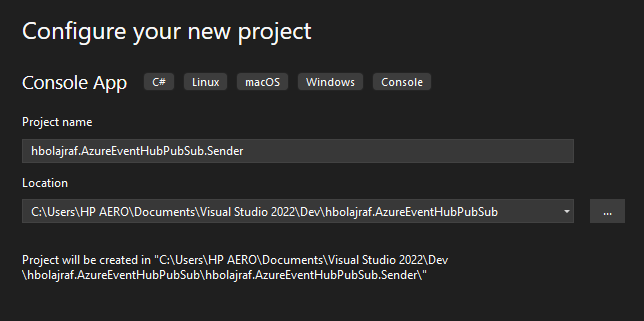 Configure your new project
Console App C# Linux macOS Windows Console
Project name
hbolajraf.AzureEventHubPubSub.Sender
Location
C:\Users\HP AERO\Documents\Visual Studio 2022\Dev\hbolajraf.AzureEventHubPubSub ...
Project will be created in "C:\Users\HP AERO\Documents\Visual Studio 2022\Dev
\hbolajraf.AzureEventHubPubSub\hbolajraf.AzureEventHubPubSub.Sender\"